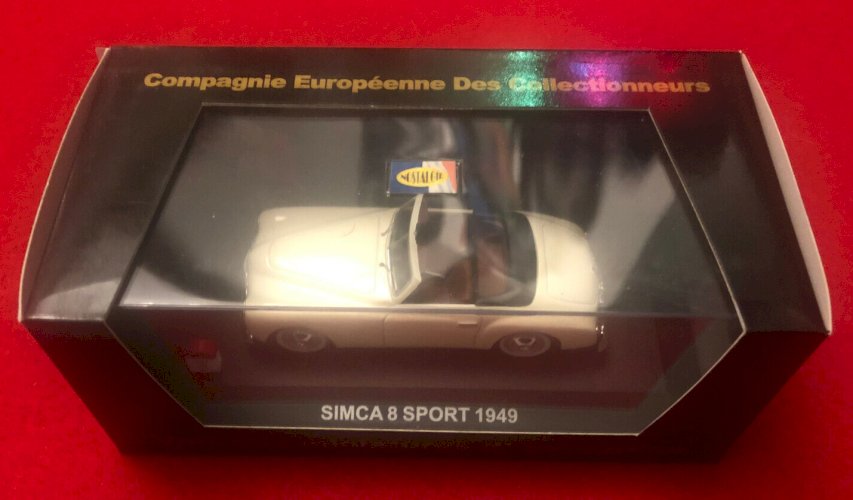 Compagnie Européenne Des Collectionneurs
NOSTALGIE
SIMCA 8 SPORT 1949